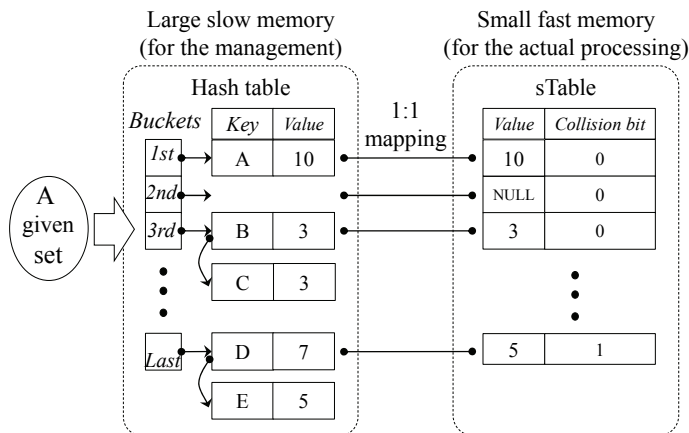 Large slow memory
(for the management)
Small fast memory
(for the actual processing)
Hash table
sTable
Buckets
Key Value
1:1
mapping
Value Collision bit
1st A 10
10 0
2nd
NULL 0
3rd B 3
3 0
A
given
set
C 3
Last D 7
5 1
E 5